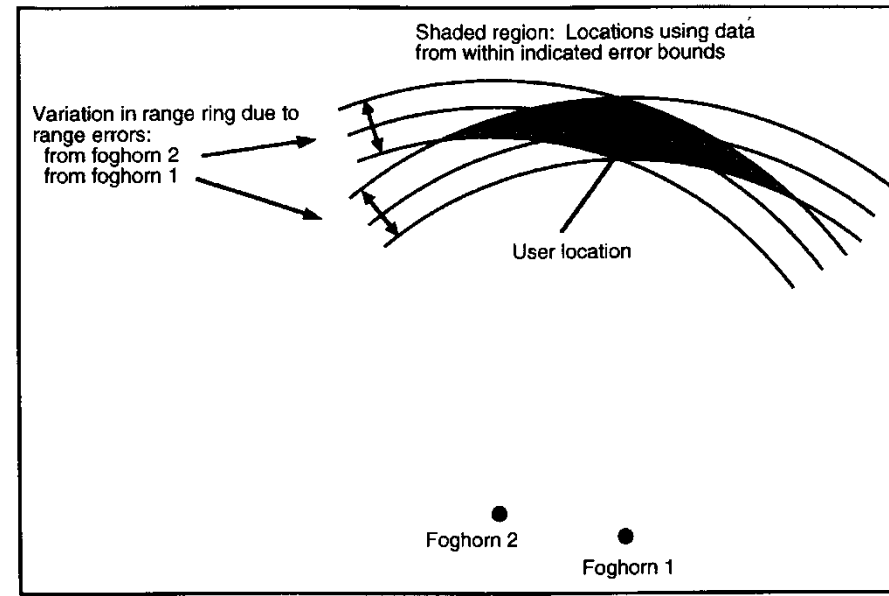 Shaded region: Locations using data
from within indicated error bounds
Variation in range ring due to
range errors:
from foghorn 2
from foghorn 1
User location
Foghorn 2
Foghorn 1